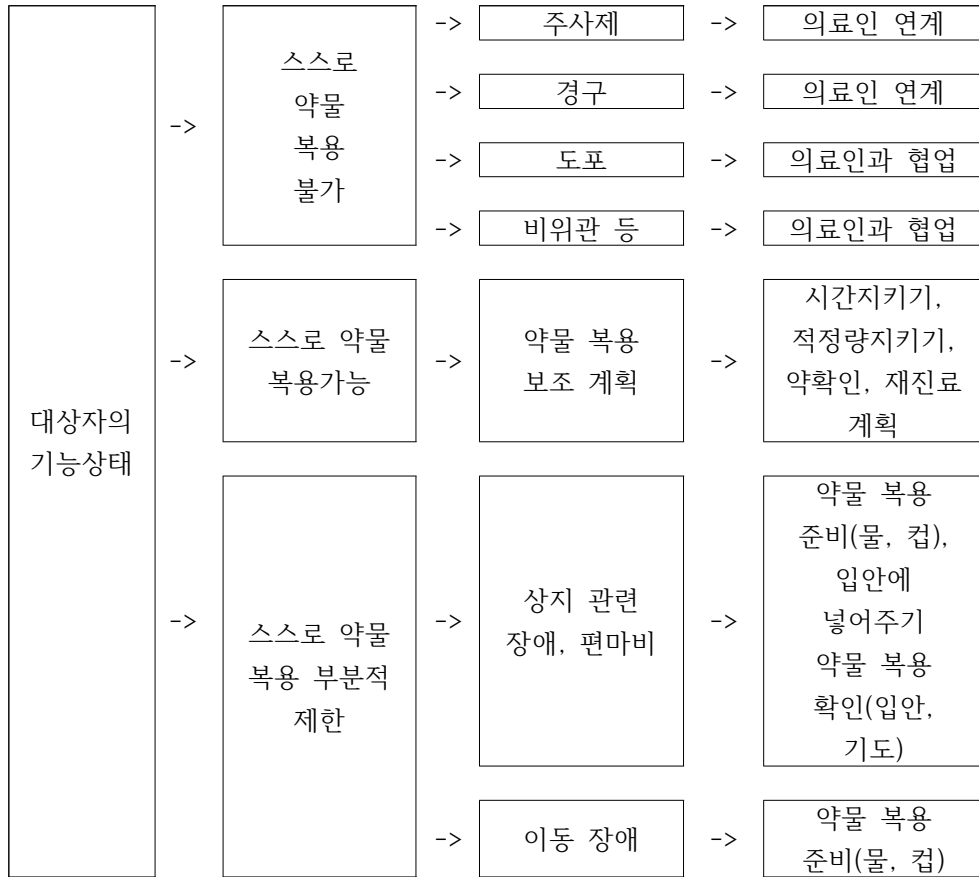 대상자의
기능상태
->
스스로
약물
복용
불가
->
주사제
->
의료인 연계
->
경구
->
의료인 연계
->
도포
->
의료인과 협업
->
비위관 등
->
의료인과 협업
->
스스로 약물
복용가능
->
약물 복용
보조 계획
->
시간지키기,
적정량지키기,
약확인, 재진료
계획
->
스스로 약물
복용 부분적
제한
->
상지 관련
장애, 편마비
->
약물 복용
준비(물, 컵),
입안에
넣어주기
약물 복용
확인(입안,
기도)
->
이동 장애
->
약물 복용
준비(물, 컵)